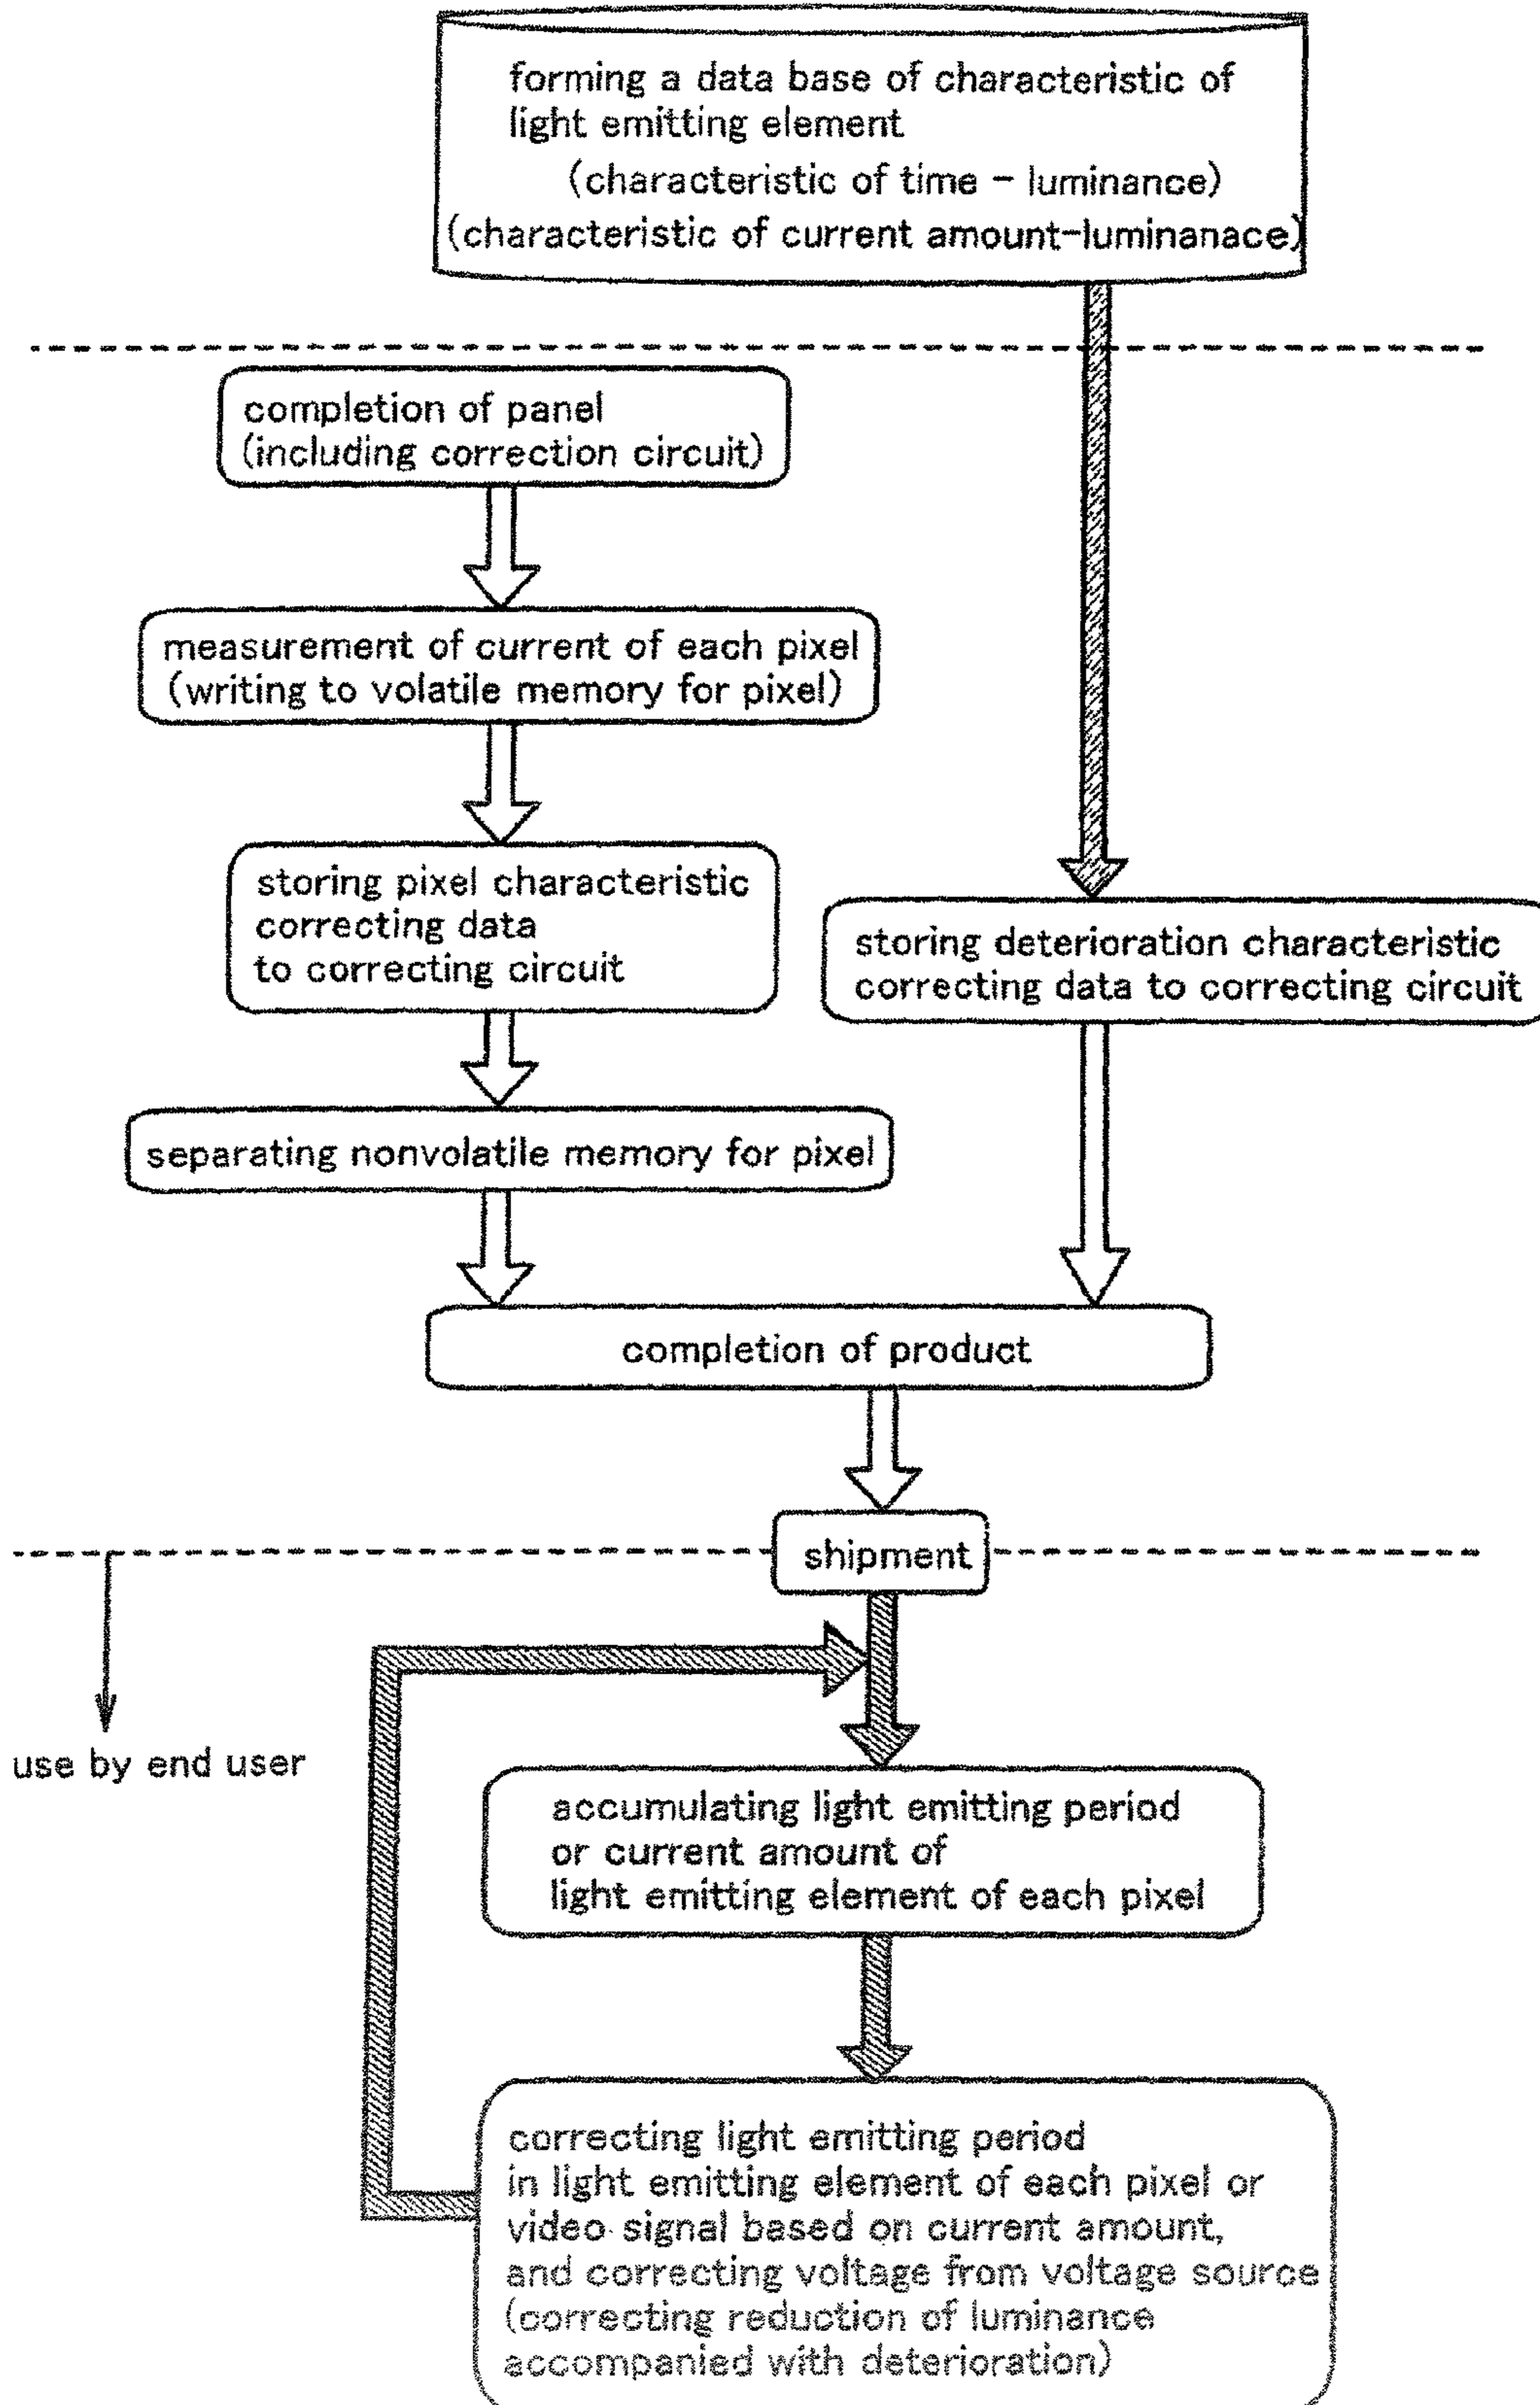 forming a data base of characteristic of
light emitting element
(characteristic of time - luminance)
(characteristic of current amount-luminanace)
completion of panel
(including correction circuit)
measurement of current of each pixel
(writing to volatile memory for pixel)
storing pixel characteristic
correcting data
to correcting circuit
storing deterioration characteristic
correcting data to correcting circuit
separating nonvolatile memory for pixel
completion of product
shipment
use by end user
accumulating light emitting period
or current amount of
light emitting element of each pixel
correcting light emitting period
in light emitting element of each pixel or
video signal based on current amount,
and correcting voltage from voltage source
(correcting reduction of luminance
accompanied with deterioration)